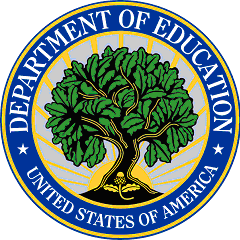 DEPARTMENT OF EDUCATION
UNITED STATES OF AMERICA